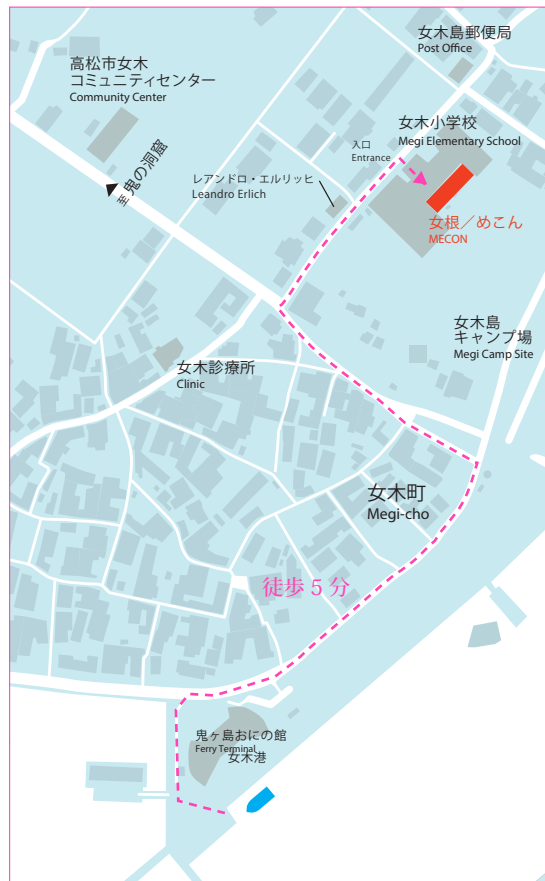 女木島郵便局
Post Office
高松市女木
コミュニティセンター
Community Center
女木小学校
Megi Elementary School
入口
Entrance
至 鬼の洞窟
レアンドロ・エルリッヒ
Leandro Erlich
女根／めこん
MECON
女木島
キャンプ場
Megi Camp Site
女木診療所
Clinic
女木町
Megi-cho
徒歩 5 分
鬼ヶ島おにの館
Ferry Terminal
女木港